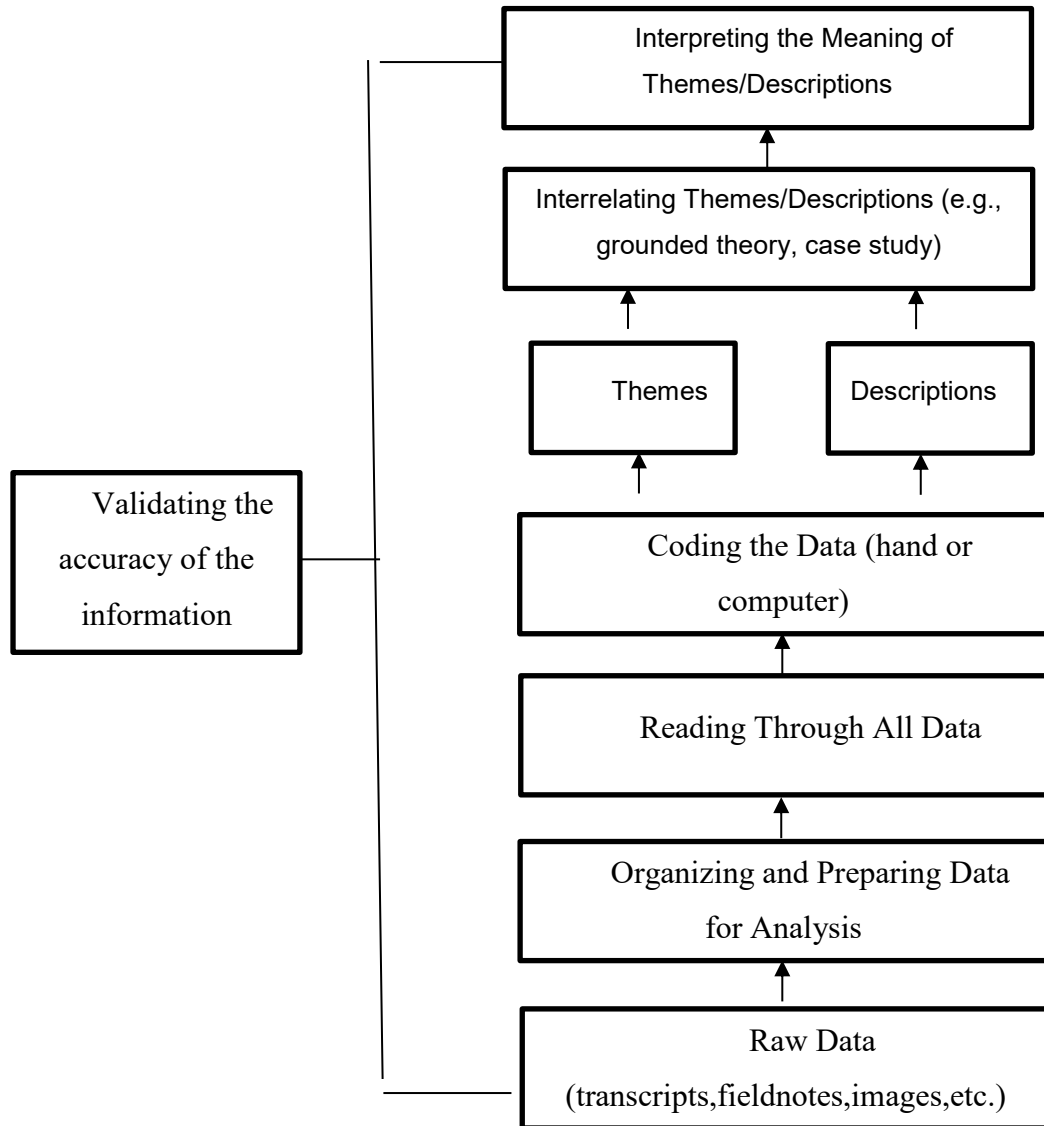 Interpreting the Meaning of
Themes/Descriptions
Interrelating Themes/Descriptions (e.g.,
grounded theory, case study)
Themes
Descriptions
Validating the
accuracy of the
information
Coding the Data (hand or
computer)
Reading Through All Data
Organizing and Preparing Data
for Analysis
Raw Data
(transcripts,fieldnotes,images,etc.)